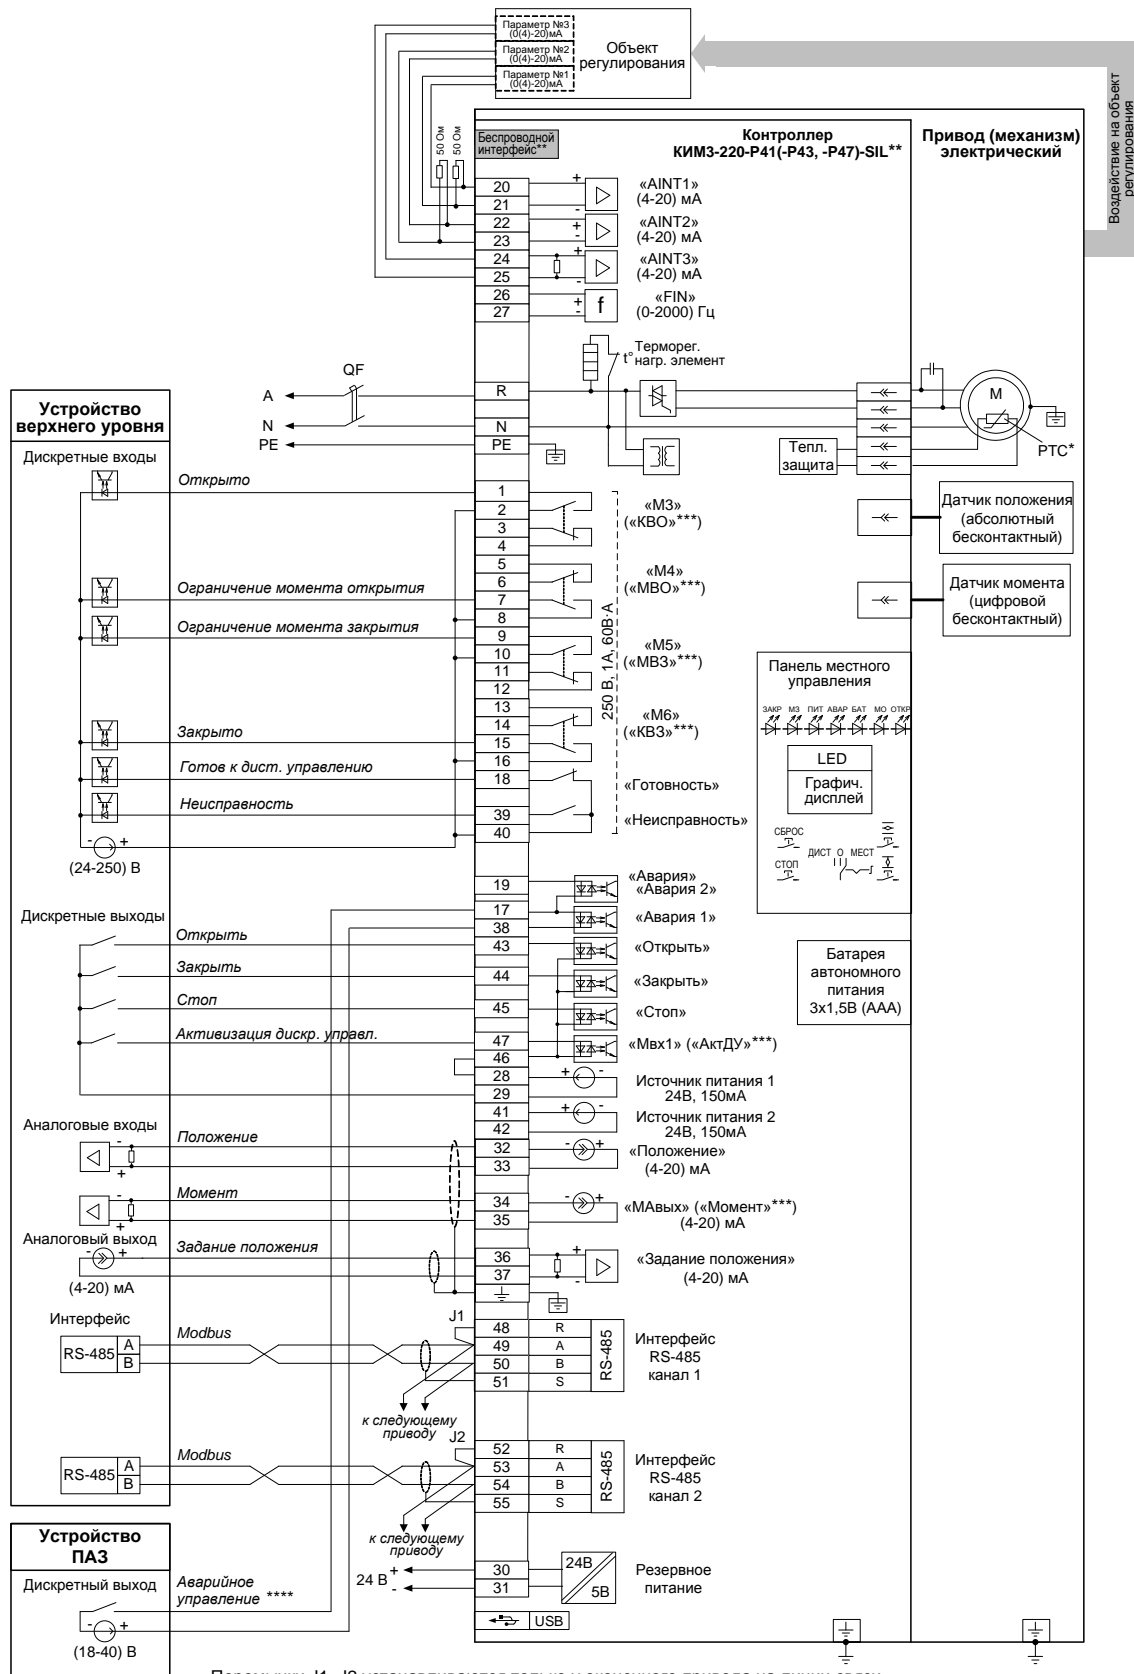 Параметр №3
(0(4)-20)мА
Параметр №2
(0(4)-20)мА
Параметр №1
(0(4)-20)мА
Объект
регулирования
Воздействие на объект
регулирования
50 Ом
50 Ом
Беспроводной
интерфейс**
Контроллер
КИМ3-220-P41(-P43, -P47)-SIL**
Привод (механизм)
электрический
20
21
22
23
24
25
26
27
+
-
«AINT1»
(4-20) мА
+
-
«AINT2»
(4-20) мА
+
-
«AINT3»
(4-20) мА
+
-
f
«FIN»
(0-2000) Гц
t°
Терморег.
нагр. элемент
QF
A
N
PE
R
N
PE
M
PTC*
Тепл.
защита
Устройство
верхнего уровня
Дискретные входы
Открыто
Ограничение момента открытия
Ограничение момента закрытия
Закрыто
Готов к дист. управлению
Неисправность
- +
(24-250) В
1
2
3
4
5
6
7
8
9
10
11
12
13
14
15
16
18
39
40
«М3»
(«КВО»***)
«М4»
(«МВО»***)
«М5»
(«МВЗ»***)
«М6»
(«КВЗ»***)
«Готовность»
«Неисправность»
250 В, 1А, 60В·А
Датчик положения
(абсолютный
бесконтактный)
Датчик момента
(цифровой
бесконтактный)
Панель местного
управления
ЗАКР МЗ ПИТ АВАР БАТ МО ОТКР
LED
Графич.
дисплей
СБРОС
СТОП
ДИСТ О МЕСТ
Батарея
автономного
питания
3х1,5В (ААА)
19
17
38
43
44
45
47
46
28
29
41
42
32
33
34
35
36
37
«Авария»
«Авария 2»
«Авария 1»
«Открыть»
«Закрыть»
«Стоп»
«Мвх1» («АктДУ»***)
+ -
Источник питания 1
24В, 150мА
+ -
Источник питания 2
24В, 150мА
- +
«Положение»
(4-20) мА
- +
«МАвых» («Момент»***)
(4-20) мА
+
-
«Задание положения»
(4-20) мА
Дискретные выходы
Открыть
Закрыть
Стоп
Активизация дискр. управл.
Аналоговые входы
-
+
Положение
-
+
Момент
Аналоговый выход
- +
Задание положения
(4-20) мА
Интерфейс
RS-485
A
B
Modbus
J1
48 R
49 A
50 B
51 S
RS-485
Интерфейс
RS-485
канал 1
к следующему
приводу
RS-485
A
B
Modbus
J2
52 R
53 A
54 B
55 S
RS-485
Интерфейс
RS-485
канал 2
к следующему
приводу
24 В
+
-
30
31
24В
5В
Резервное
питание
USB
Устройство
ПАЗ
Дискретный выход
Аварийное
управление ****
- +
(18-40) В
Перемычки J1, J2 устанавливаются только у оконечного привода на линии связи